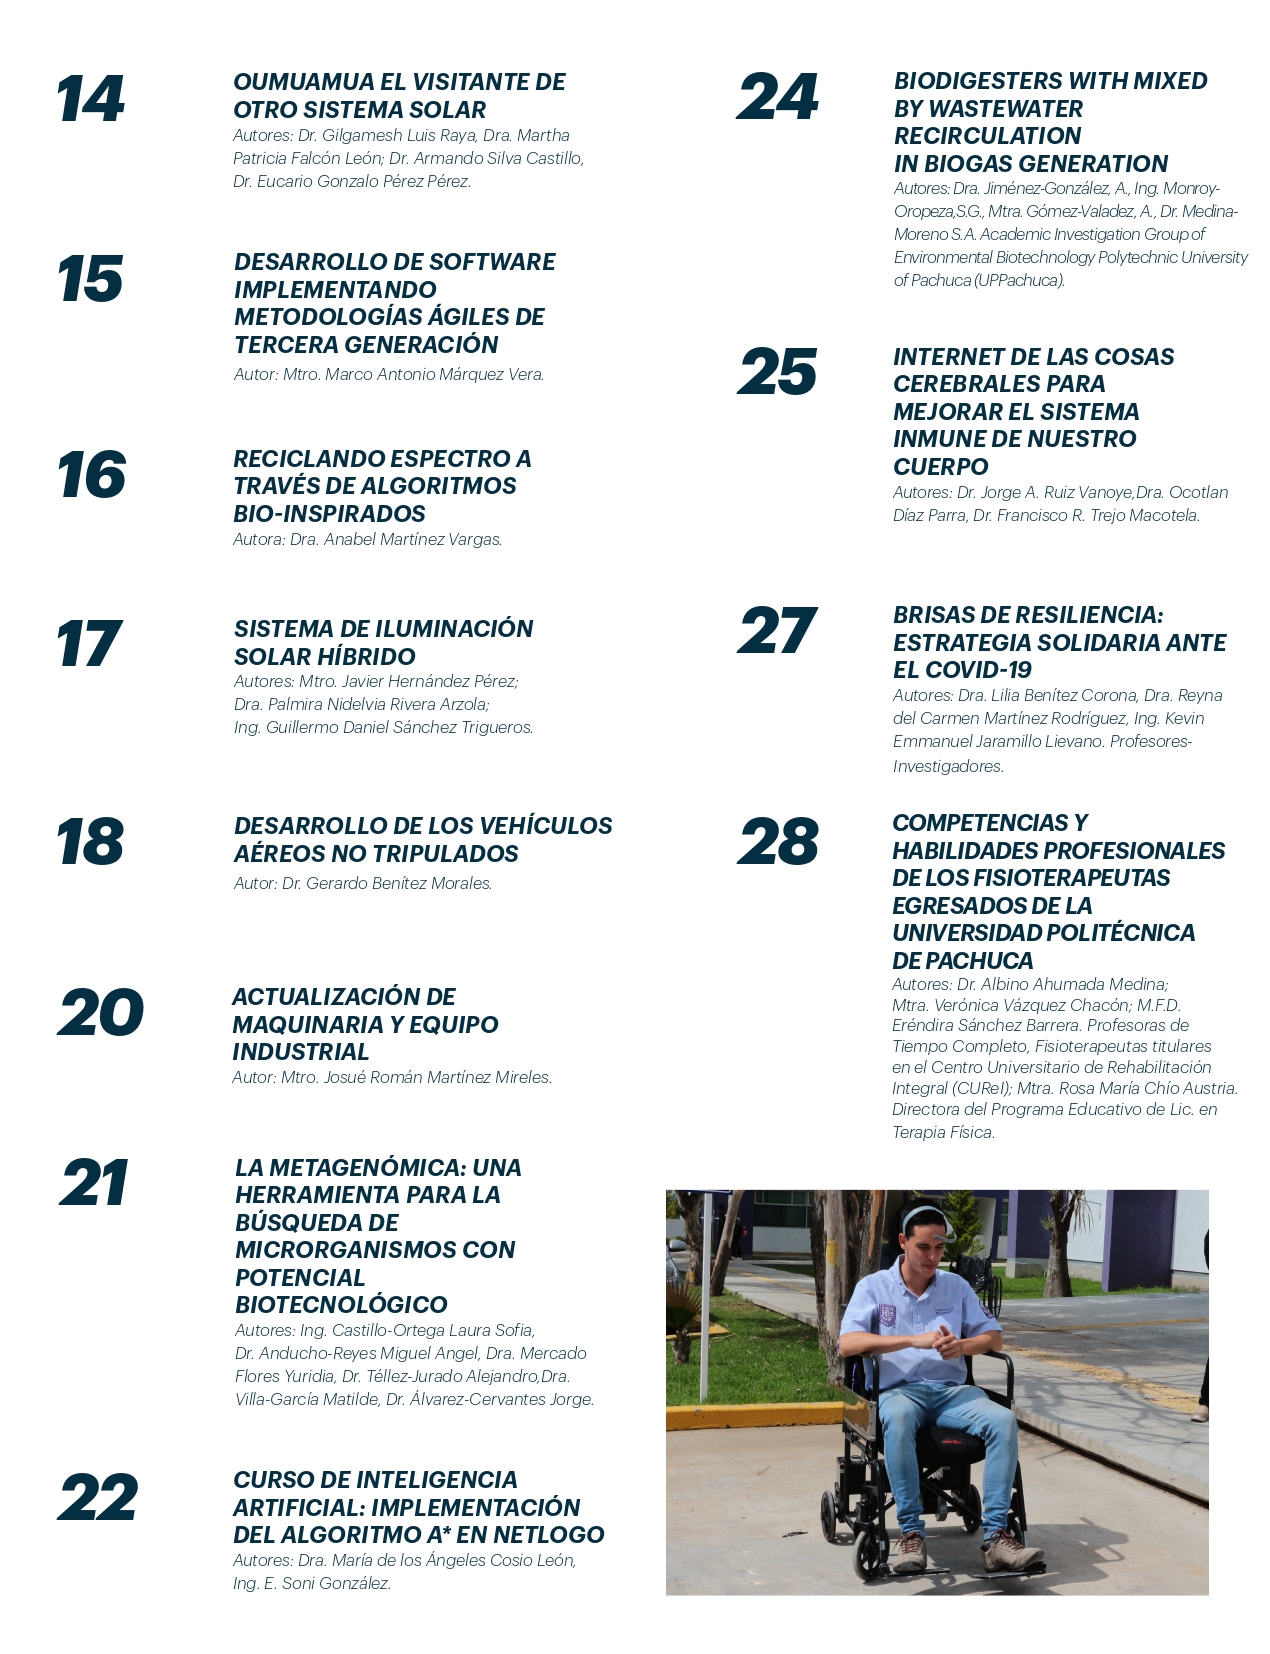 14
OUMUAMUA EL VISITANTE DE
OTRO SISTEMA SOLAR
Autores: Dr. Gilgamesh Luis Raya, Dra. Martha
Patricia Falcón León; Dr. Armando Silva Castillo,
Dr. Eucario Gonzalo Pérez Pérez.
15
DESARROLLO DE SOFTWARE
IMPLEMENTANDO
METODOLOGÍAS ÁGILES DE
TERCERA GENERACIÓN
Autor: Mtro. Marco Antonio Márquez Vera.
16
RECICLANDO ESPECTRO A
TRAVÉS DE ALGORITMOS
BIO-INSPIRADOS
Autora: Dra. Anabel Martínez Vargas.
17
SISTEMA DE ILUMINACIÓN
SOLAR HÍBRIDO
Autores: Mtro. Javier Hernández Pérez;
Dra. Palmira Nidelvia Rivera Arzola;
Ing. Guillermo Daniel Sánchez Trigueros.
18
DESARROLLO DE LOS VEHÍCULOS
AÉREOS NO TRIPULADOS
Autor: Dr. Gerardo Benítez Morales.
20
ACTUALIZACIÓN DE
MAQUINARIA Y EQUIPO
INDUSTRIAL
Autor: Mtro. Josué Román Martínez Mireles.
21
LA METAGENÓMICA: UNA
HERRAMIENTA PARA LA
BÚSQUEDA DE
MICRORGANISMOS CON
POTENCIAL
BIOTECNOLÓGICO
Autores: Ing. Castillo-Ortega Laura Sofia,
Dr. Anducho-Reyes Miguel Angel, Dra. Mercado
Flores Yuridia, Dr. Téllez-Jurado Alejandro,Dra.
Villa-García Matilde, Dr. Álvarez-Cervantes Jorge.
22
CURSO DE INTELIGENCIA
ARTIFICIAL: IMPLEMENTACIÓN
DEL ALGORITMO A* EN NETLOGO
Autores: Dra. María de los Ángeles Cosio León,
Ing. E. Soni González.
24
BIODIGESTERS WITH MIXED
BY WASTEWATER
RECIRCULATION
IN BIOGAS GENERATION
Autores: Dra. Jiménez-González, A., Ing. Monroy-
Oropeza,S.G., Mtra. Gómez-Valadez, A., Dr. Medina-
Moreno S.A. Academic Investigation Group of
Environmental Biotechnology Polytechnic University
of Pachuca (UPPachuca).
25
INTERNET DE LAS COSAS
CEREBRALES PARA
MEJORAR EL SISTEMA
INMUNE DE NUESTRO
CUERPO
Autores: Dr. Jorge A. Ruiz Vanoye,Dra. Ocotlan
Díaz Parra, Dr. Francisco R. Trejo Macotela.
27
BRISAS DE RESILIENCIA:
ESTRATEGIA SOLIDARIA ANTE
EL COVID-19
Autores: Dra. Lilia Benítez Corona, Dra. Reyna
del Carmen Martínez Rodríguez, Ing. Kevin
Emmanuel Jaramillo Lievano. Profesores-
Investigadores.
28
COMPETENCIAS Y
HABILIDADES PROFESIONALES
DE LOS FISIOTERAPEUTAS
EGRESADOS DE LA
UNIVERSIDAD POLITÉCNICA
DE PACHUCA
Autores: Dr. Albino Ahumada Medina;
Mtra. Verónica Vázquez Chacón; M.F.D.
Eréndira Sánchez Barrera. Profesoras de
Tiempo Completo, Fisioterapeutas titulares
en el Centro Universitario de Rehabilitación
Integral (CUReI); Mtra. Rosa María Chío Austria.
Directora del Programa Educativo de Lic. en
Terapia Física.